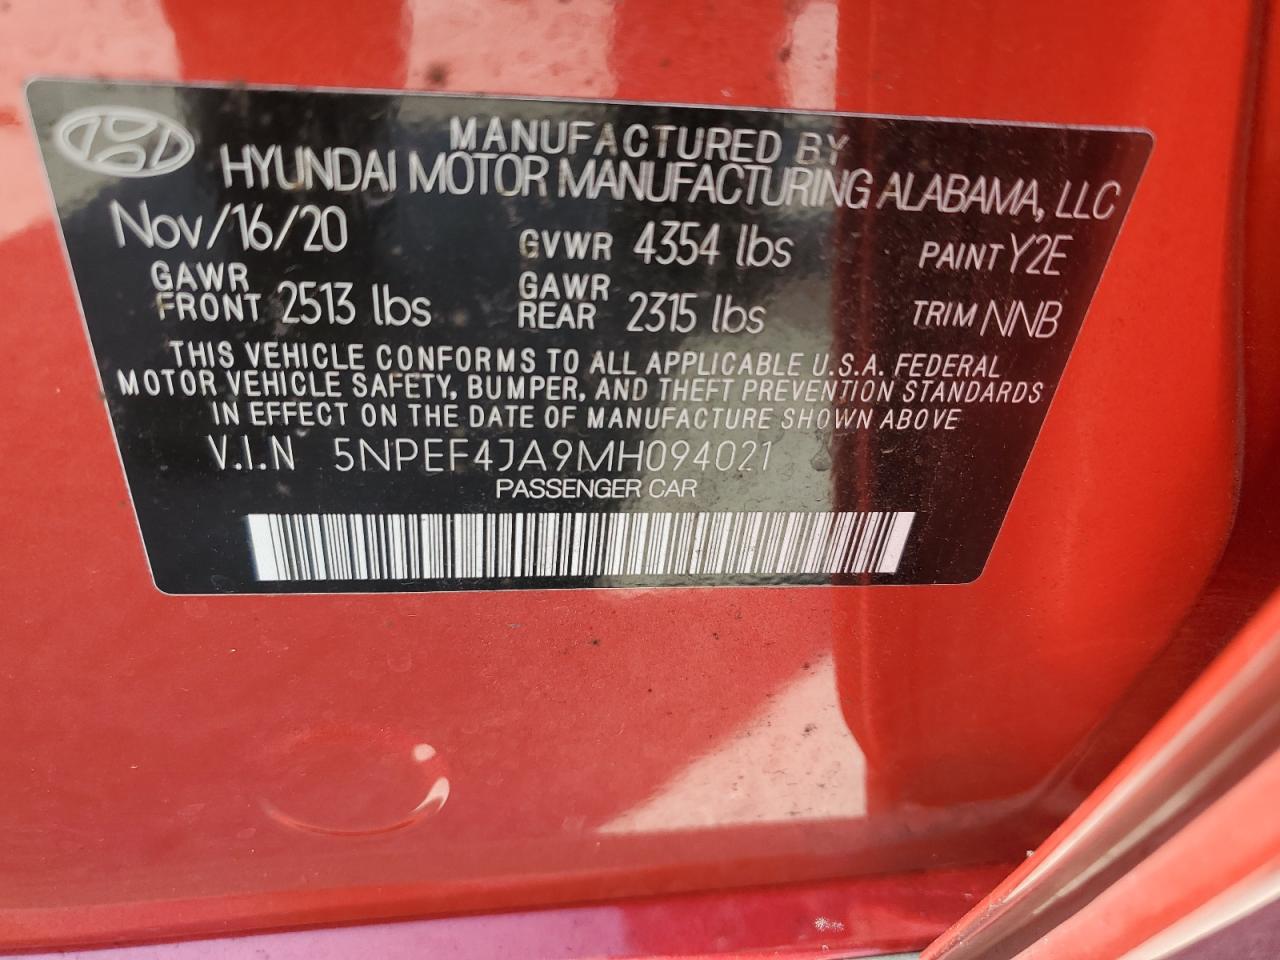 MANUFACTURED BY
HYUNDAI MOTOR MANUFACTURING ALABAMA, LLC
Nov/16/20 GVWR 4354 lbs PAINT Y2E
GAWR FRONT 2513 lbs GAWR REAR 2315 lbs TRIM NNB
THIS VEHICLE CONFORMS TO ALL APPLICABLE U.S.A. FEDERAL
MOTOR VEHICLE SAFETY, BUMPER, AND THEFT PREVENTION STANDARDS
IN EFFECT ON THE DATE OF MANUFACTURE SHOWN ABOVE
V.I.N 5NPEF4JA9MH094021
PASSENGER CAR